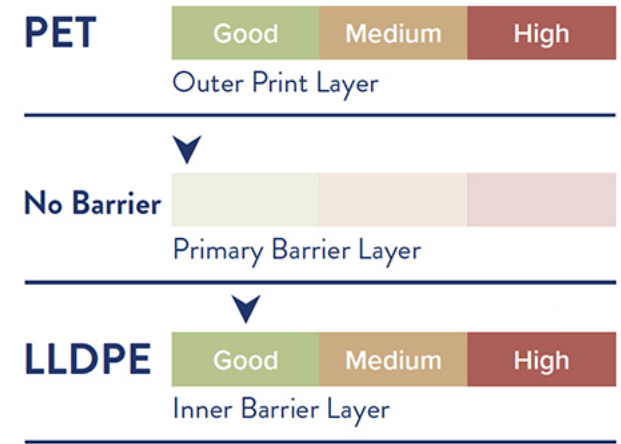 PET Good Medium High
Outer Print Layer
No Barrier
Primary Barrier Layer
LLDPE Good Medium High
Inner Barrier Layer